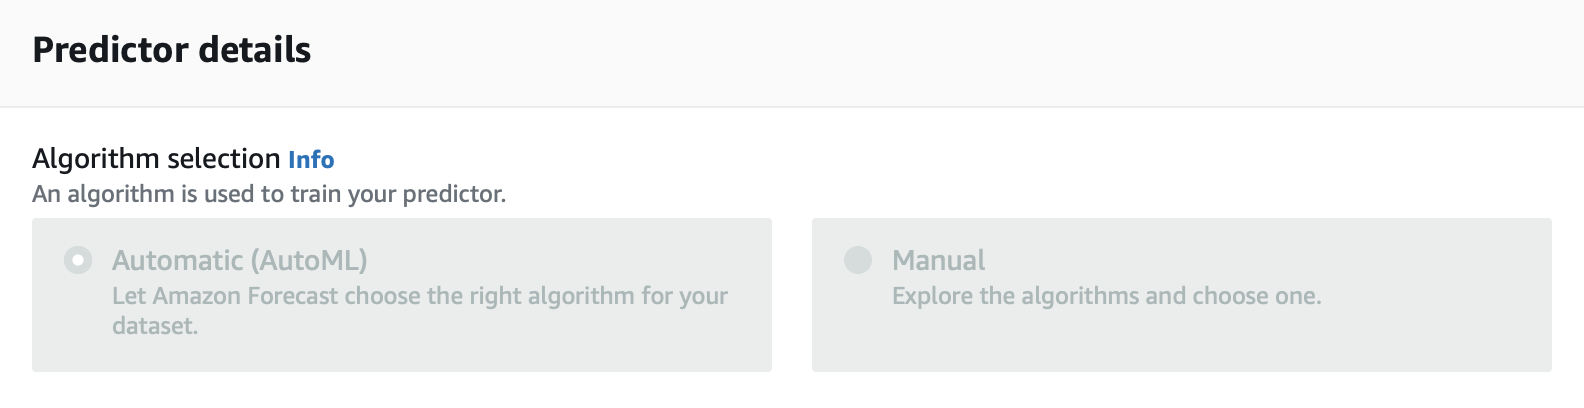 Predictor details
Algorithm selection Info
An algorithm is used to train your predictor.
Automatic (AutoML)
Let Amazon Forecast choose the right algorithm for your
dataset.
Manual
Explore the algorithms and choose one.